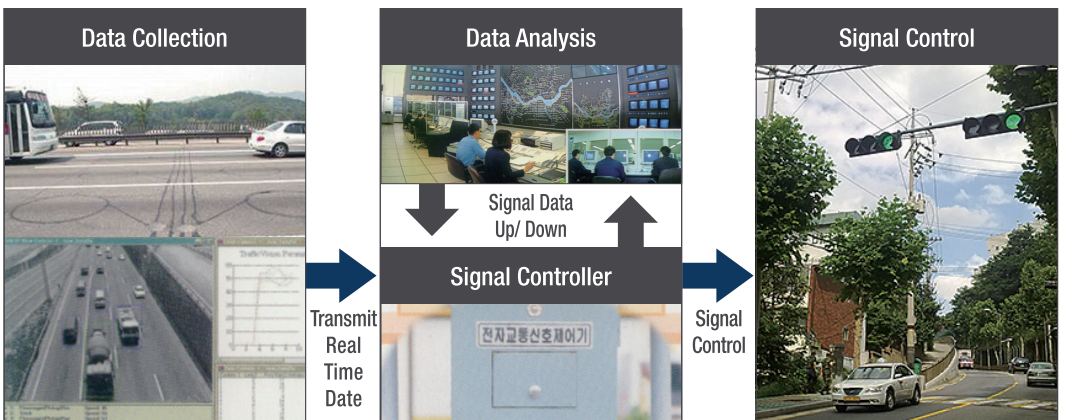 Data Collection
Transmit
Real
Time
Date
Data Analysis
Signal Data
Up/ Down
Signal Controller
전자교통신호제어기
Signal
Control
Signal Control